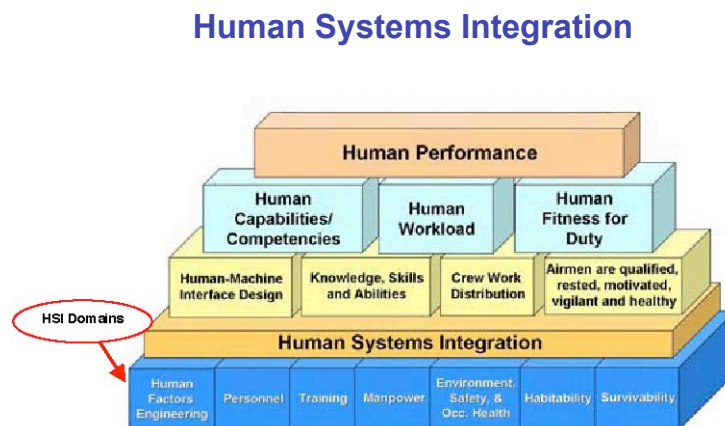 Human Systems Integration
Human Performance
Human
Capabilities/
Competencies
Human
Workload
Human
Fitness for
Duty
Human-Machine
Interface Design
Knowledge, Skills
and Abilities
Crew Work
Distribution
Airmen are qualified,
rested, motivated,
vigilant and healthy
HSI Domains
Human Systems Integration
Human
Factors
Engineering
Personnel
Training
Manpower
Environment,
Safety, &
Occ. Health
Habitability
Survivability